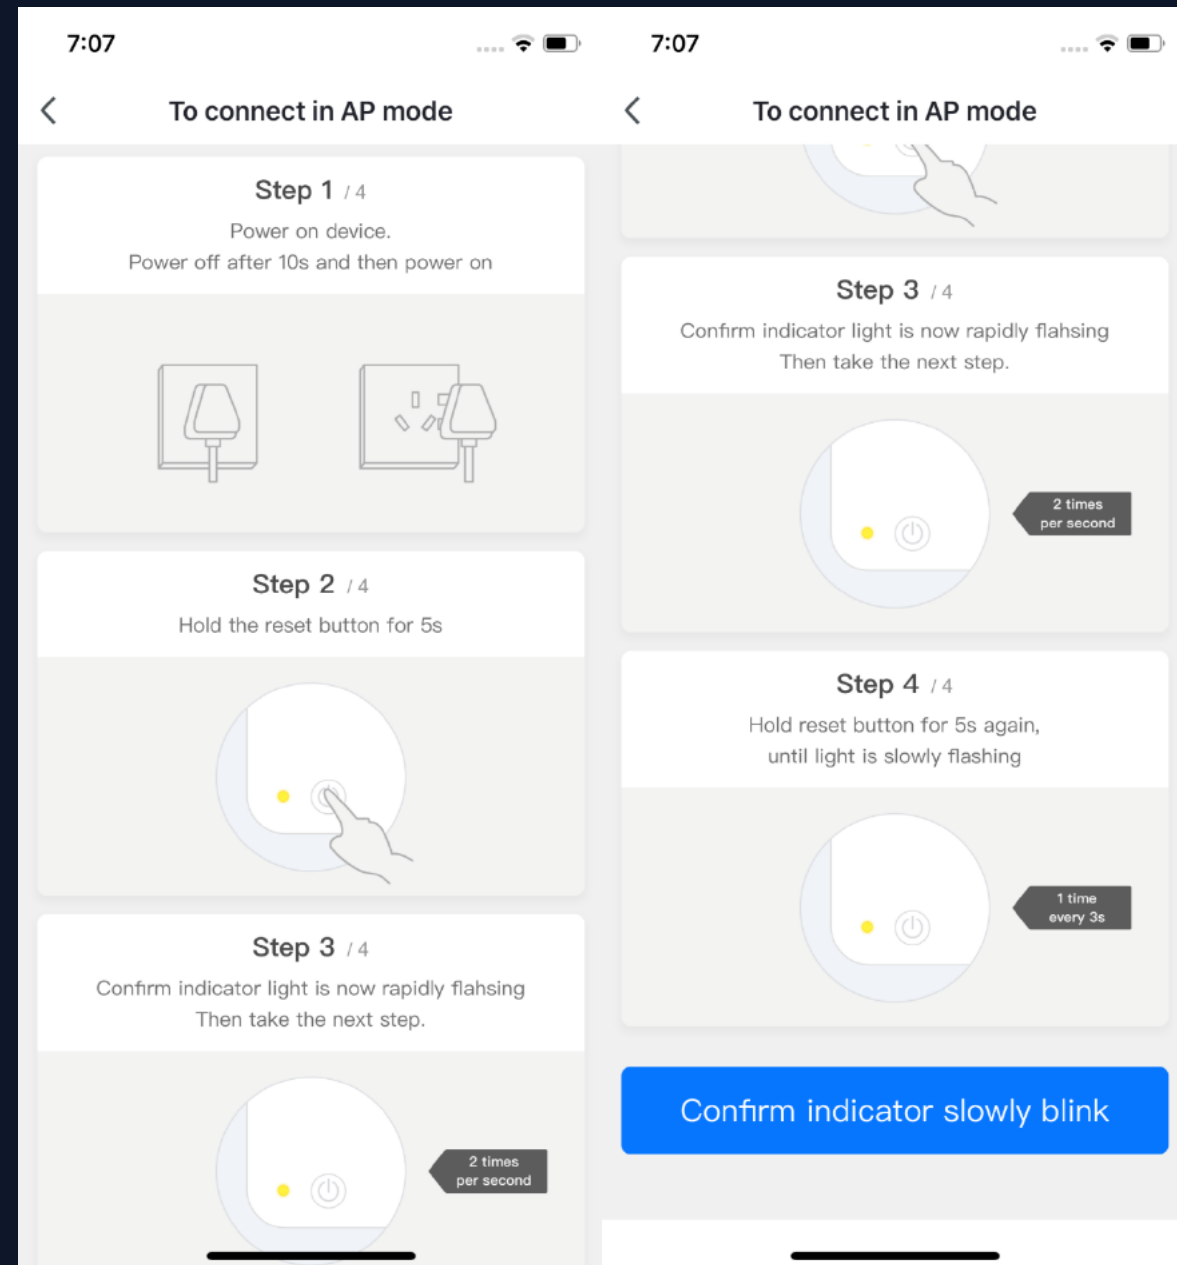 7:07
To connect in AP mode
Step 1 / 4
Power on device.
Power off after 10s and then power on
Step 2 / 4
Hold the reset button for 5s
Step 3 / 4
Confirm indicator light is now rapidly flahsing
Then take the next step.
2 times
per second
7:07
To connect in AP mode
Step 3 / 4
Confirm indicator light is now rapidly flahsing
Then take the next step.
2 times
per second
Step 4 / 4
Hold reset button for 5s again,
until light is slowly flashing
1 time
every 3s
Confirm indicator slowly blink